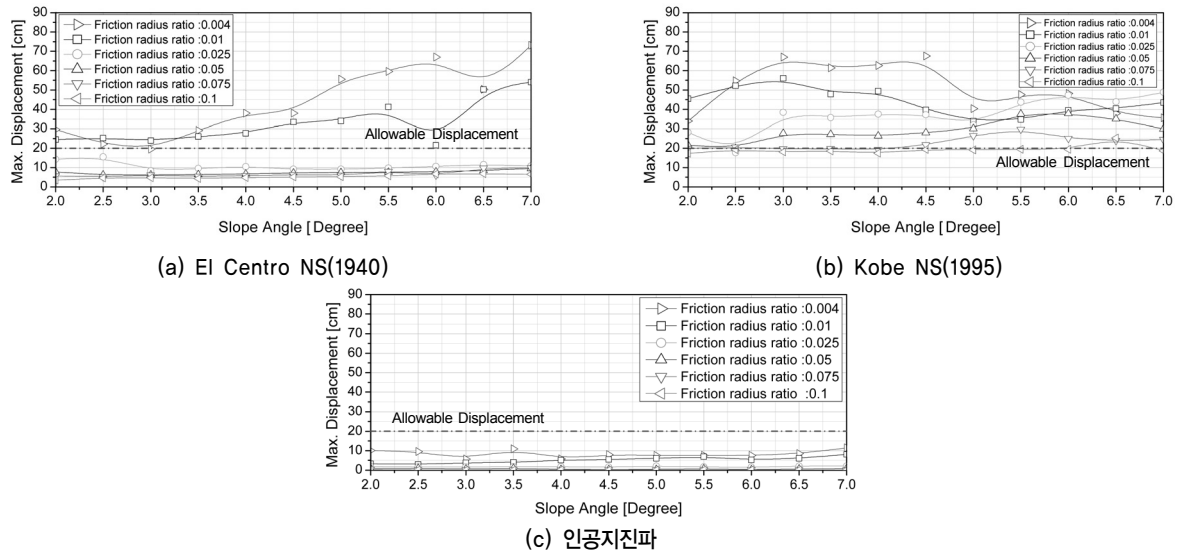 Max. Displacement [cm]
90
80
70
60
50
40
30
20
10
0
Friction radius ratio :0.004
Friction radius ratio :0.01
Friction radius ratio :0.025
Friction radius ratio :0.05
Friction radius ratio :0.075
Friction radius ratio :0.1
Allowable Displacement
2.0 2.5 3.0 3.5 4.0 4.5 5.0 5.5 6.0 6.5 7.0
Slope Angle [Degree]
(a) El Centro NS(1940)
Max. Displacement [cm]
90
80
70
60
50
40
30
20
10
0
Friction radius ratio :0.004
Friction radius ratio :0.01
Friction radius ratio :0.025
Friction radius ratio :0.05
Friction radius ratio :0.075
Friction radius ratio :0.1
Allowable Displacement
2.0 2.5 3.0 3.5 4.0 4.5 5.0 5.5 6.0 6.5 7.0
Slope Angle [Dregee]
(b) Kobe NS(1995)
Max. Displacement [cm]
90
80
70
60
50
40
30
20
10
0
Friction radius ratio :0.004
Friction radius ratio :0.01
Friction radius ratio :0.025
Friction radius ratio :0.05
Friction radius ratio :0.075
Friction radius ratio :0.1
Allowable Displacement
2.0 2.5 3.0 3.5 4.0 4.5 5.0 5.5 6.0 6.5 7.0
Slope Angle [Degree]
(c) 인공지진파